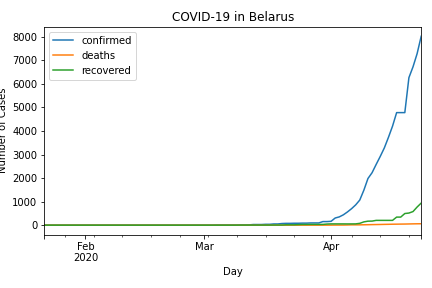 COVID-19 in Belarus
8000
7000
6000
5000
4000
3000
2000
1000
0
confirmed
deaths
recovered
Number of Cases
Feb
2020
Mar
Apr
Day